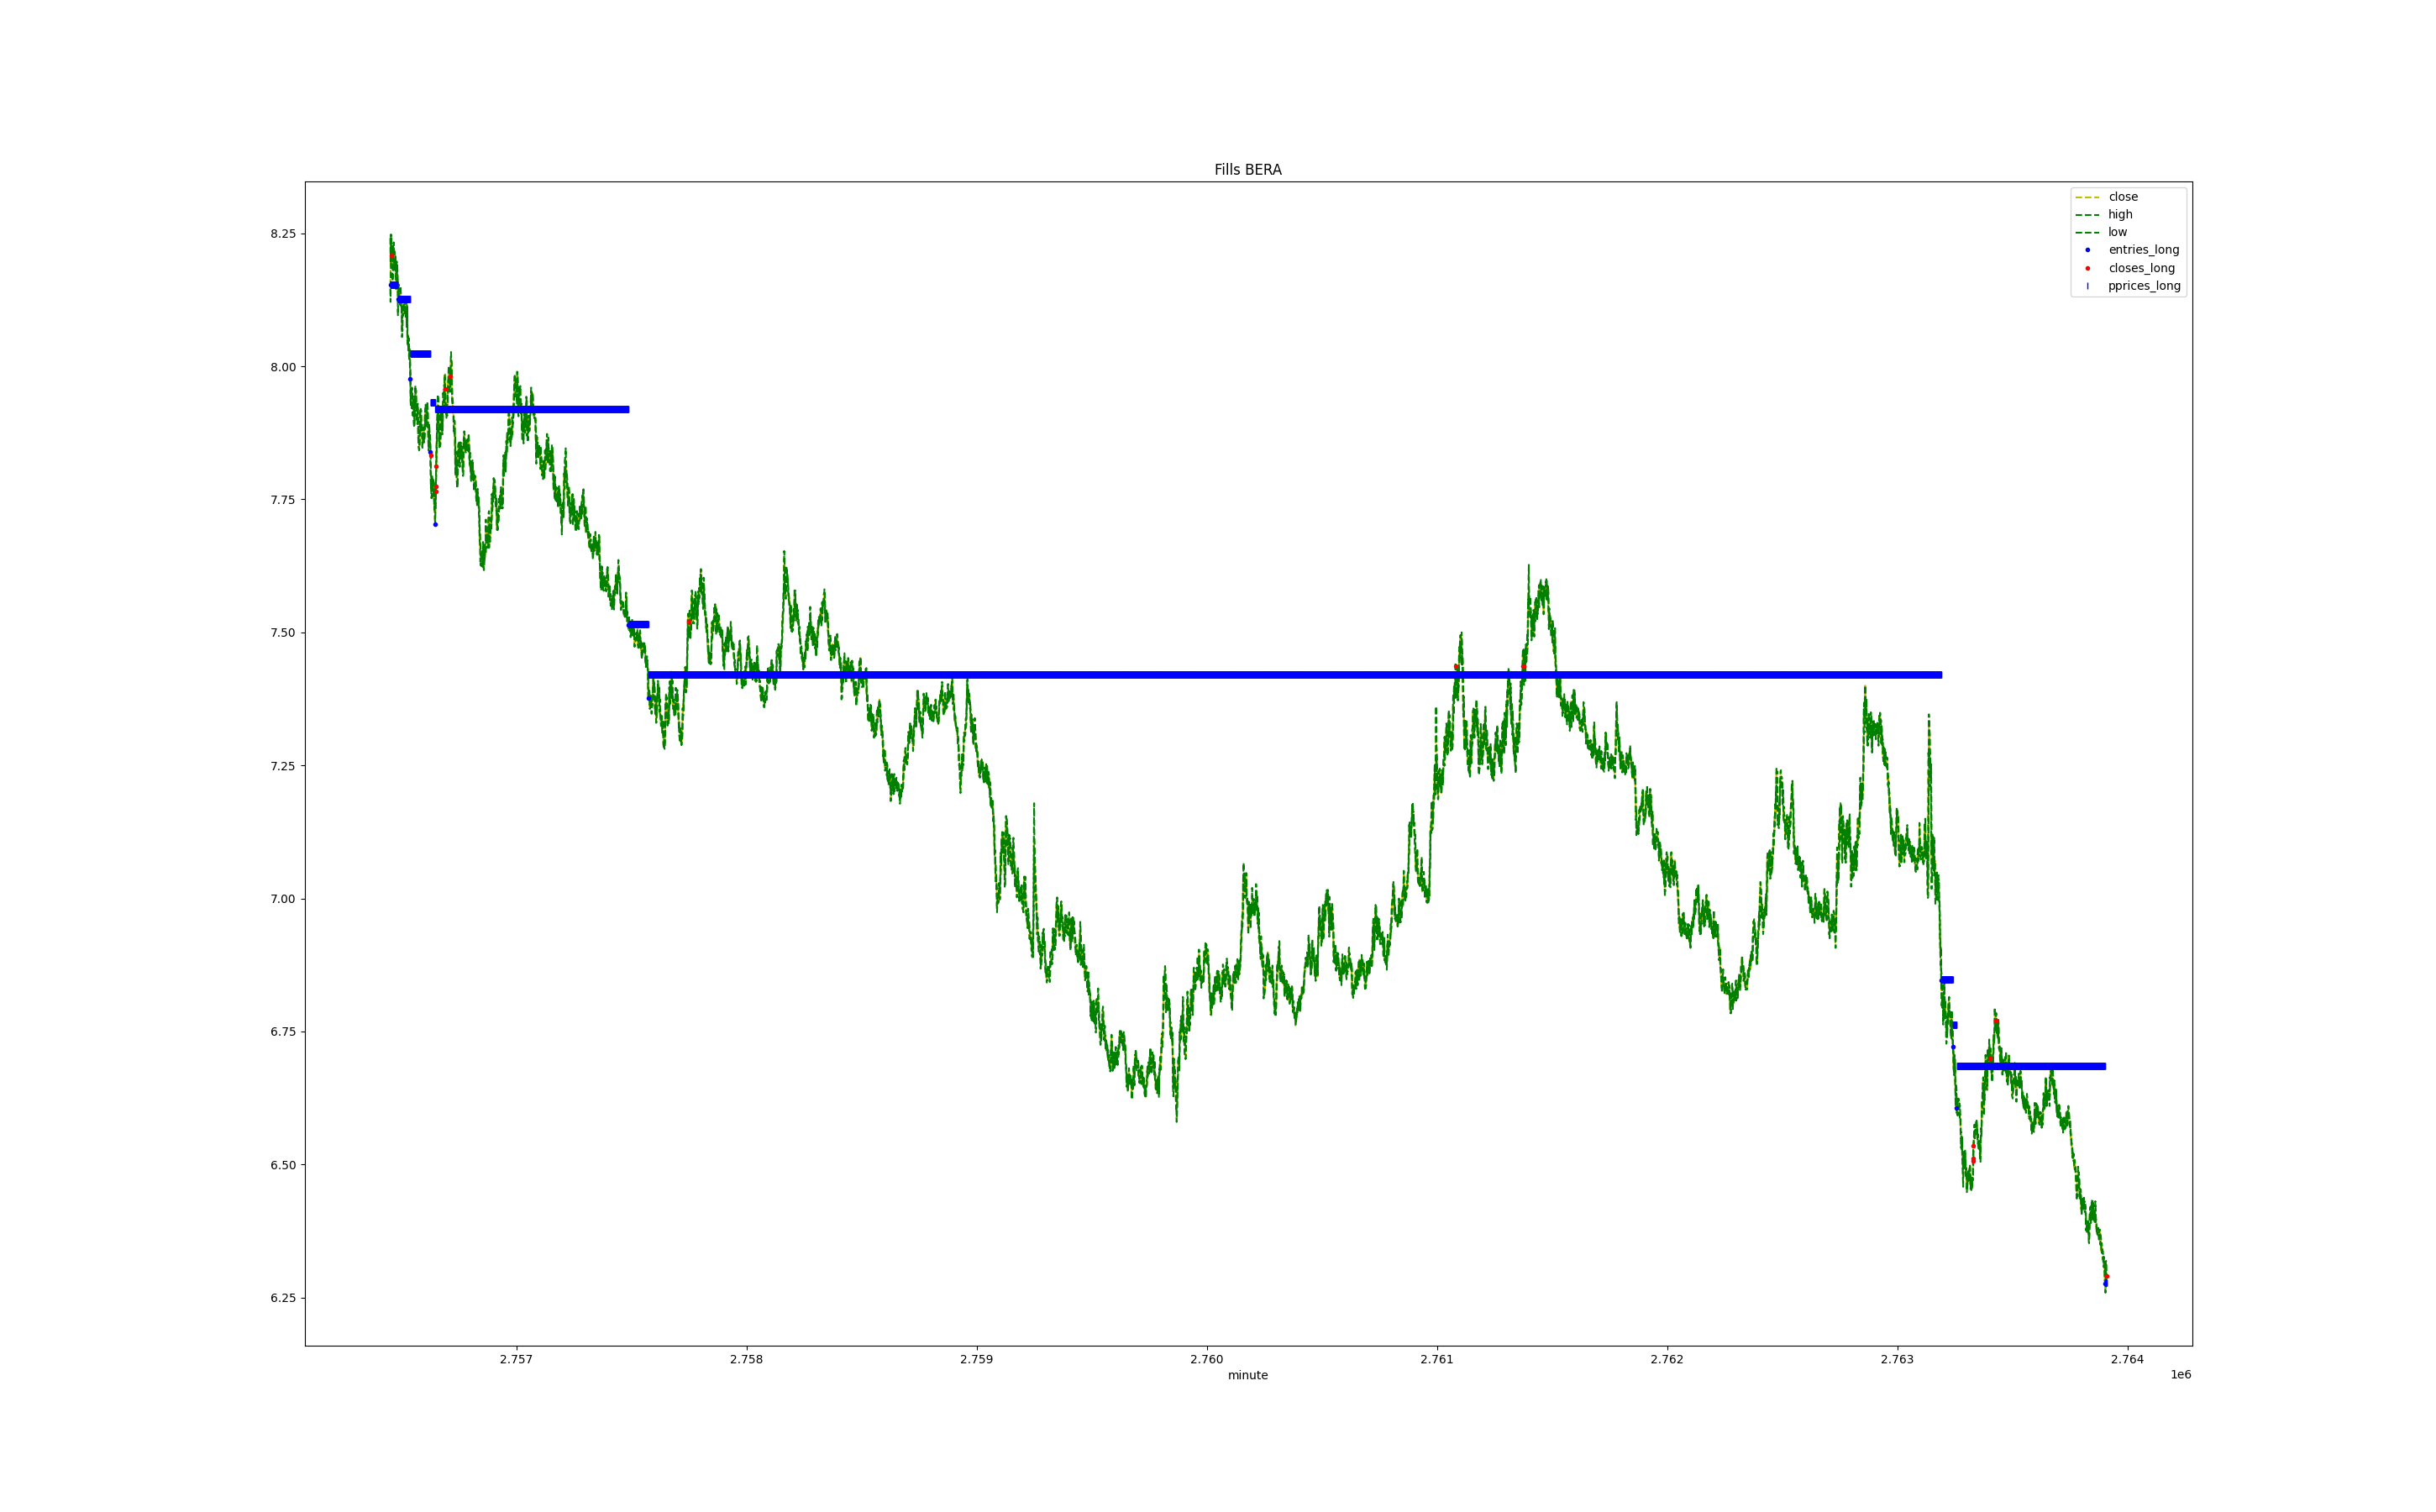 Fills BERA
close
high
low
entries_long
closes_long
pprices_long
8.25
8.00
7.75
7.50
7.25
7.00
6.75
6.50
6.25
2.757 2.758 2.759 2.760 2.761 2.762 2.763 2.764
minute
1e6